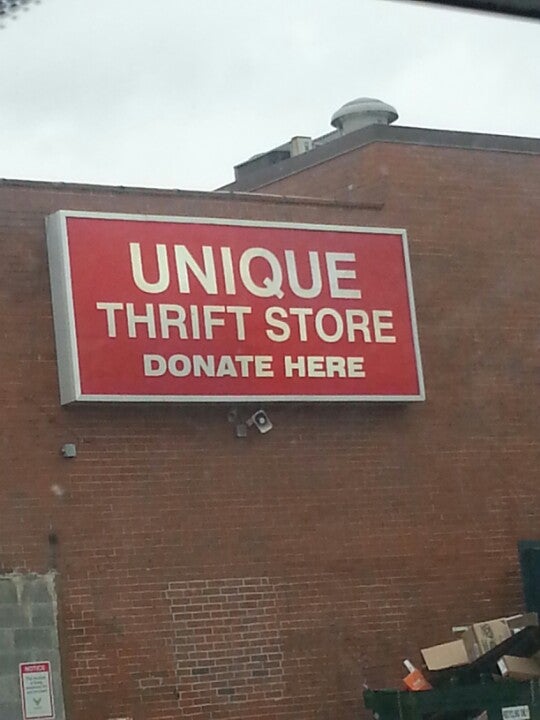 UNIQUE
THRIFT STORE
DONATE HERE
NOTICE